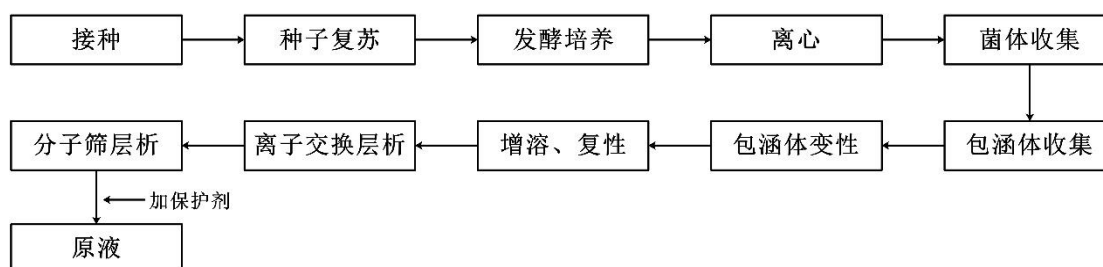 接种
种子复苏
发酵培养
离心
菌体收集
包涵体收集
包涵体变性
增溶、复性
离子交换层析
分子筛层析
加保护剂
原液